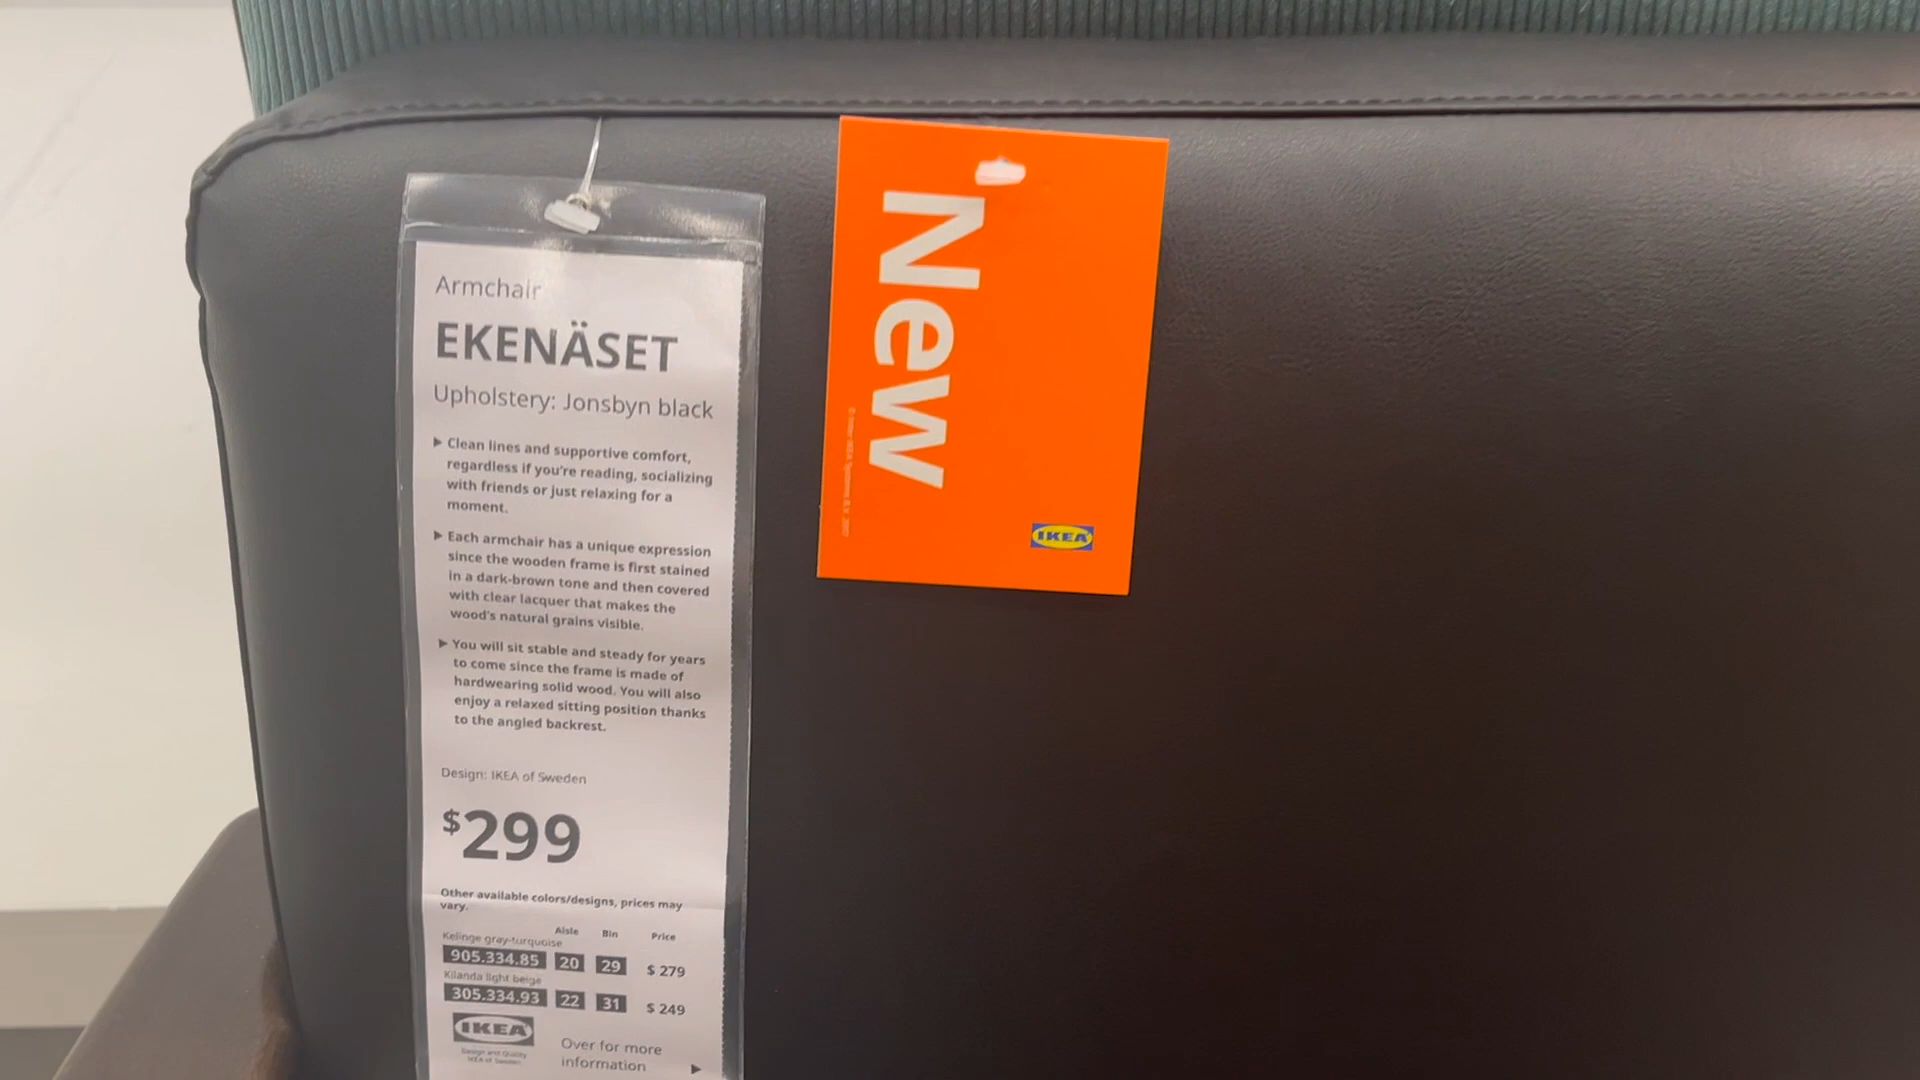 Armchair
EKENÄSET
Upholstery: Jonsbyn black
▶ Clean lines and supportive comfort,
regardless if you're reading, socializing
with friends or just relaxing for a
moment.
▶ Each armchair has a unique expression
since the wooden frame is first stained
in a dark-brown tone and then covered
with clear lacquer that makes the
wood's natural grains visible.
▶ You will sit stable and steady for years
to come since the frame is made of
hardwearing solid wood. You will also
enjoy a relaxed sitting position thanks
to the angled backrest.
Design: IKEA of Sweden
$299
Other available colors/designs, prices may
vary.
Aisle Bin Price
Kelinge gray-turquoise
905.334.85 20 29 $ 279
Kilanda light beige
305.334.93 22 31 $ 249
IKEA
Design and Quality
IKEA of Sweden
Over for more
information ▶
New
IKEA